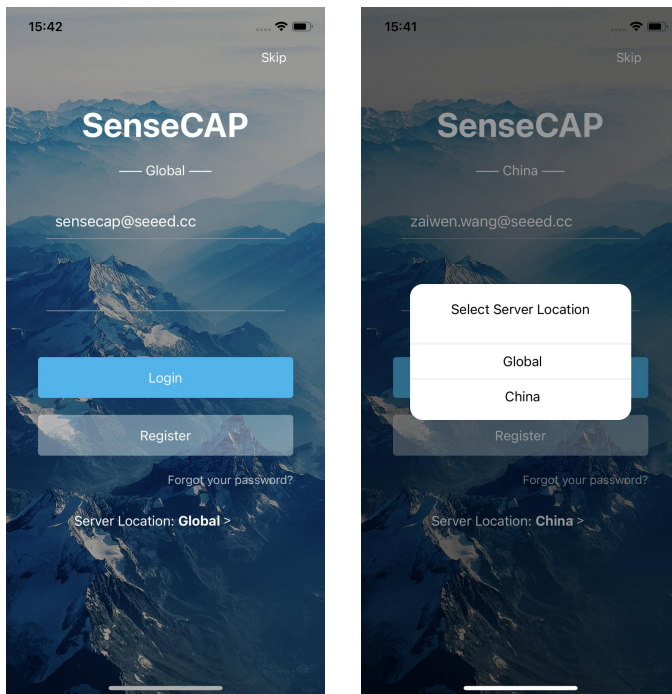 15:42
Skip
SenseCAP
Global
sensecap@seeed.cc
Login
Register
Forgot your password?
Server Location: Global >
15:41
Skip
SenseCAP
China
zaiwen.wang@seeed.cc
Select Server Location
Global
China
Register
Forgot your password?
Server Location: China >